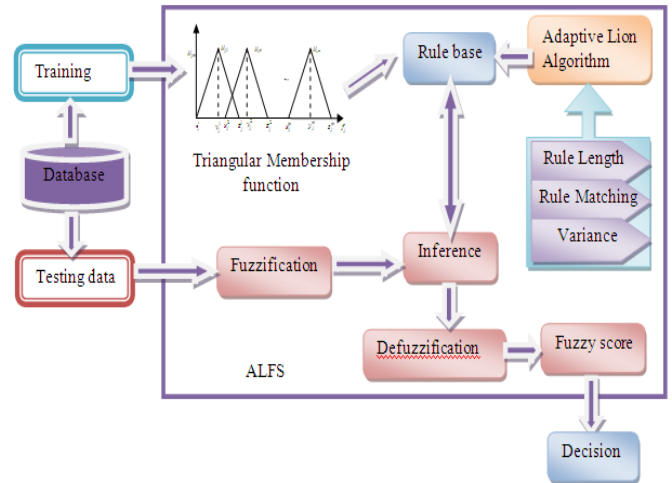 Training
Rule base
Adaptive Lion
Algorithm
Triangular Membership
function
Database
Rule Length
Rule Matching
Variance
Testing data
Fuzzification
Inference
Defuzzification
Fuzzy score
ALFS
Decision